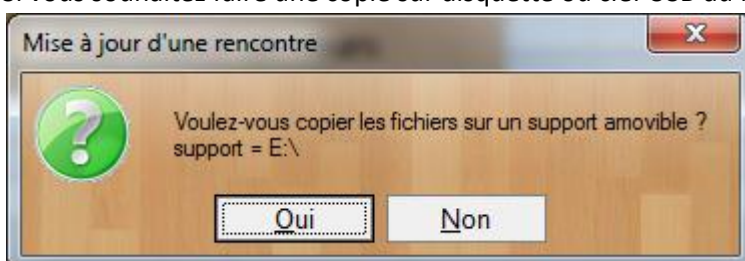 Mise à jour d'une rencontre
Voulez-vous copier les fichiers sur un support amovible ?
support = E:\
Oui
Non